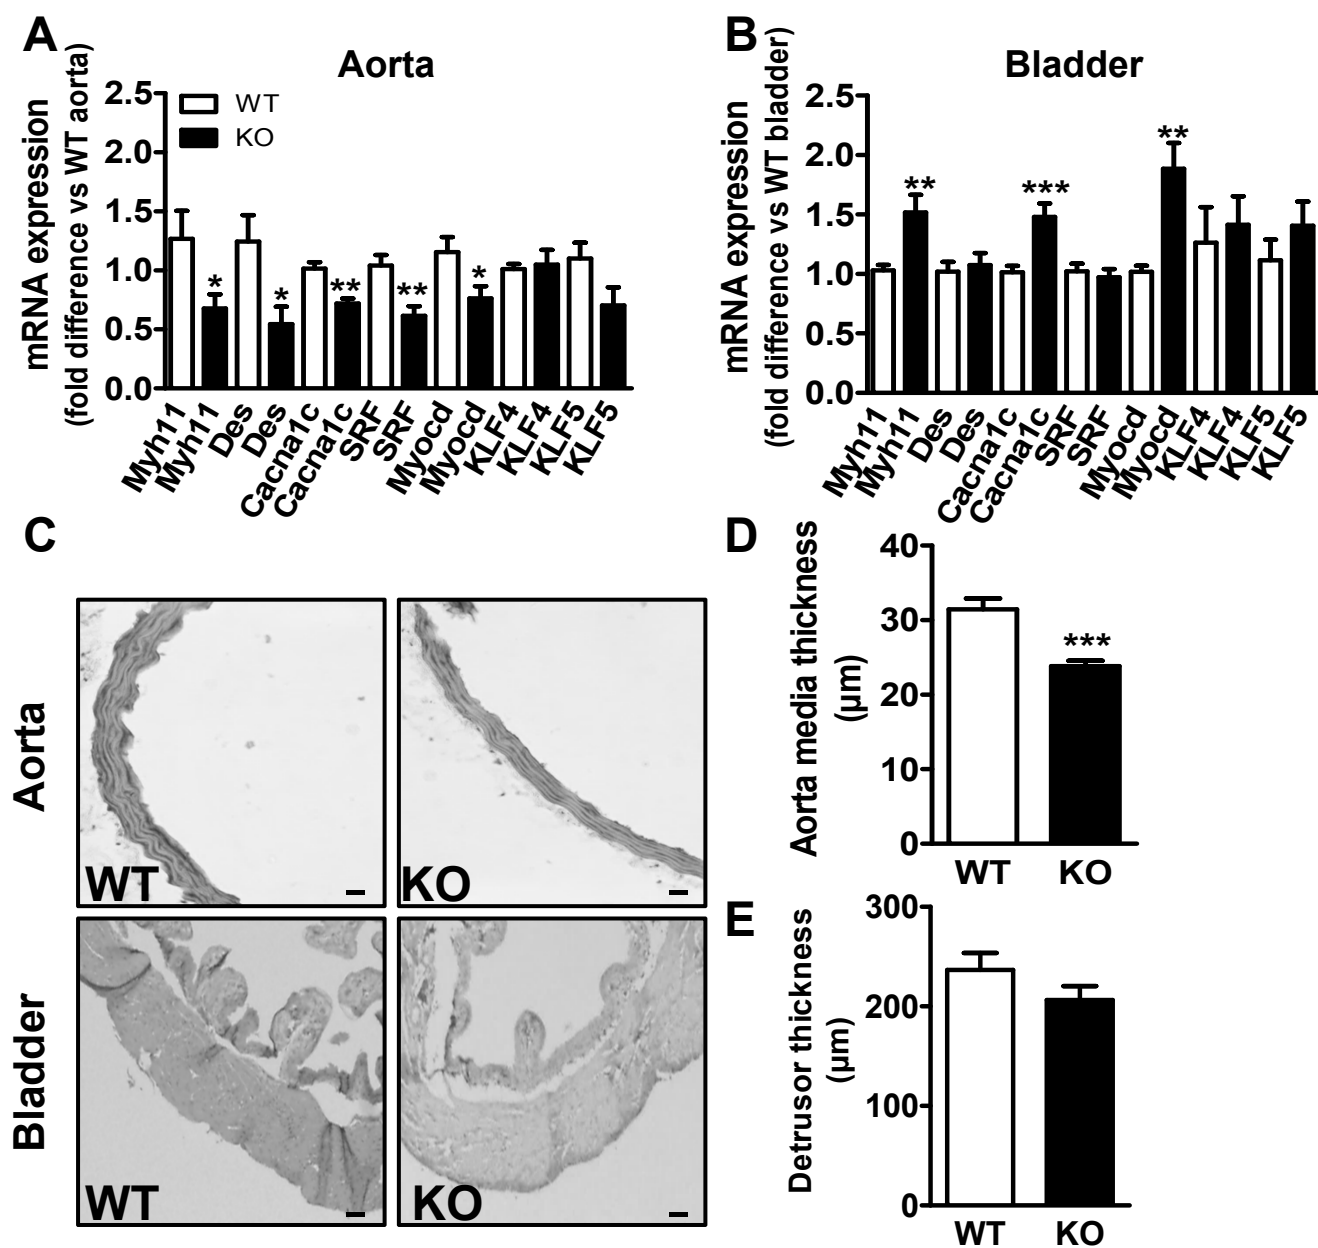 A
Aorta
mRNA expression
(fold difference vs WT aorta)
2.5
2.0
1.5
1.0
0.5
0.0
WT
KO
*
*
**
**
*
Myh11
Myh11
Des
Des
Cacna1c
Cacna1c
SRF
SRF
Myocd
Myocd
KLF4
KLF4
KLF5
KLF5
B
Bladder
mRNA expression
(fold difference vs WT bladder)
2.5
2.0
1.5
1.0
0.5
0.0
**
***
**
Myh11
Myh11
Des
Des
Cacna1c
Cacna1c
SRF
SRF
Myocd
Myocd
KLF4
KLF4
KLF5
KLF5
C
Aorta
WT
KO
Bladder
WT
KO
D
Aorta media thickness
(µm)
40
30
20
10
0
***
WT
KO
E
Detrusor thickness
(µm)
300
200
100
0
WT
KO